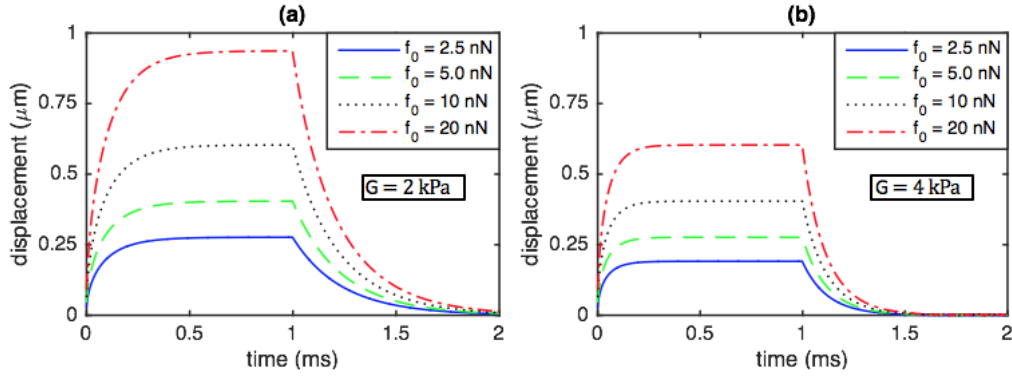 (a)
displacement (μm)
1
0.75
0.5
0.25
0
f₀ = 2.5 nN
f₀ = 5.0 nN
f₀ = 10 nN
f₀ = 20 nN
G = 2 kPa
0 0.5 1 1.5 2
time (ms)
(b)
displacement (μm)
1
0.75
0.5
0.25
0
f₀ = 2.5 nN
f₀ = 5.0 nN
f₀ = 10 nN
f₀ = 20 nN
G = 4 kPa
0 0.5 1 1.5 2
time (ms)